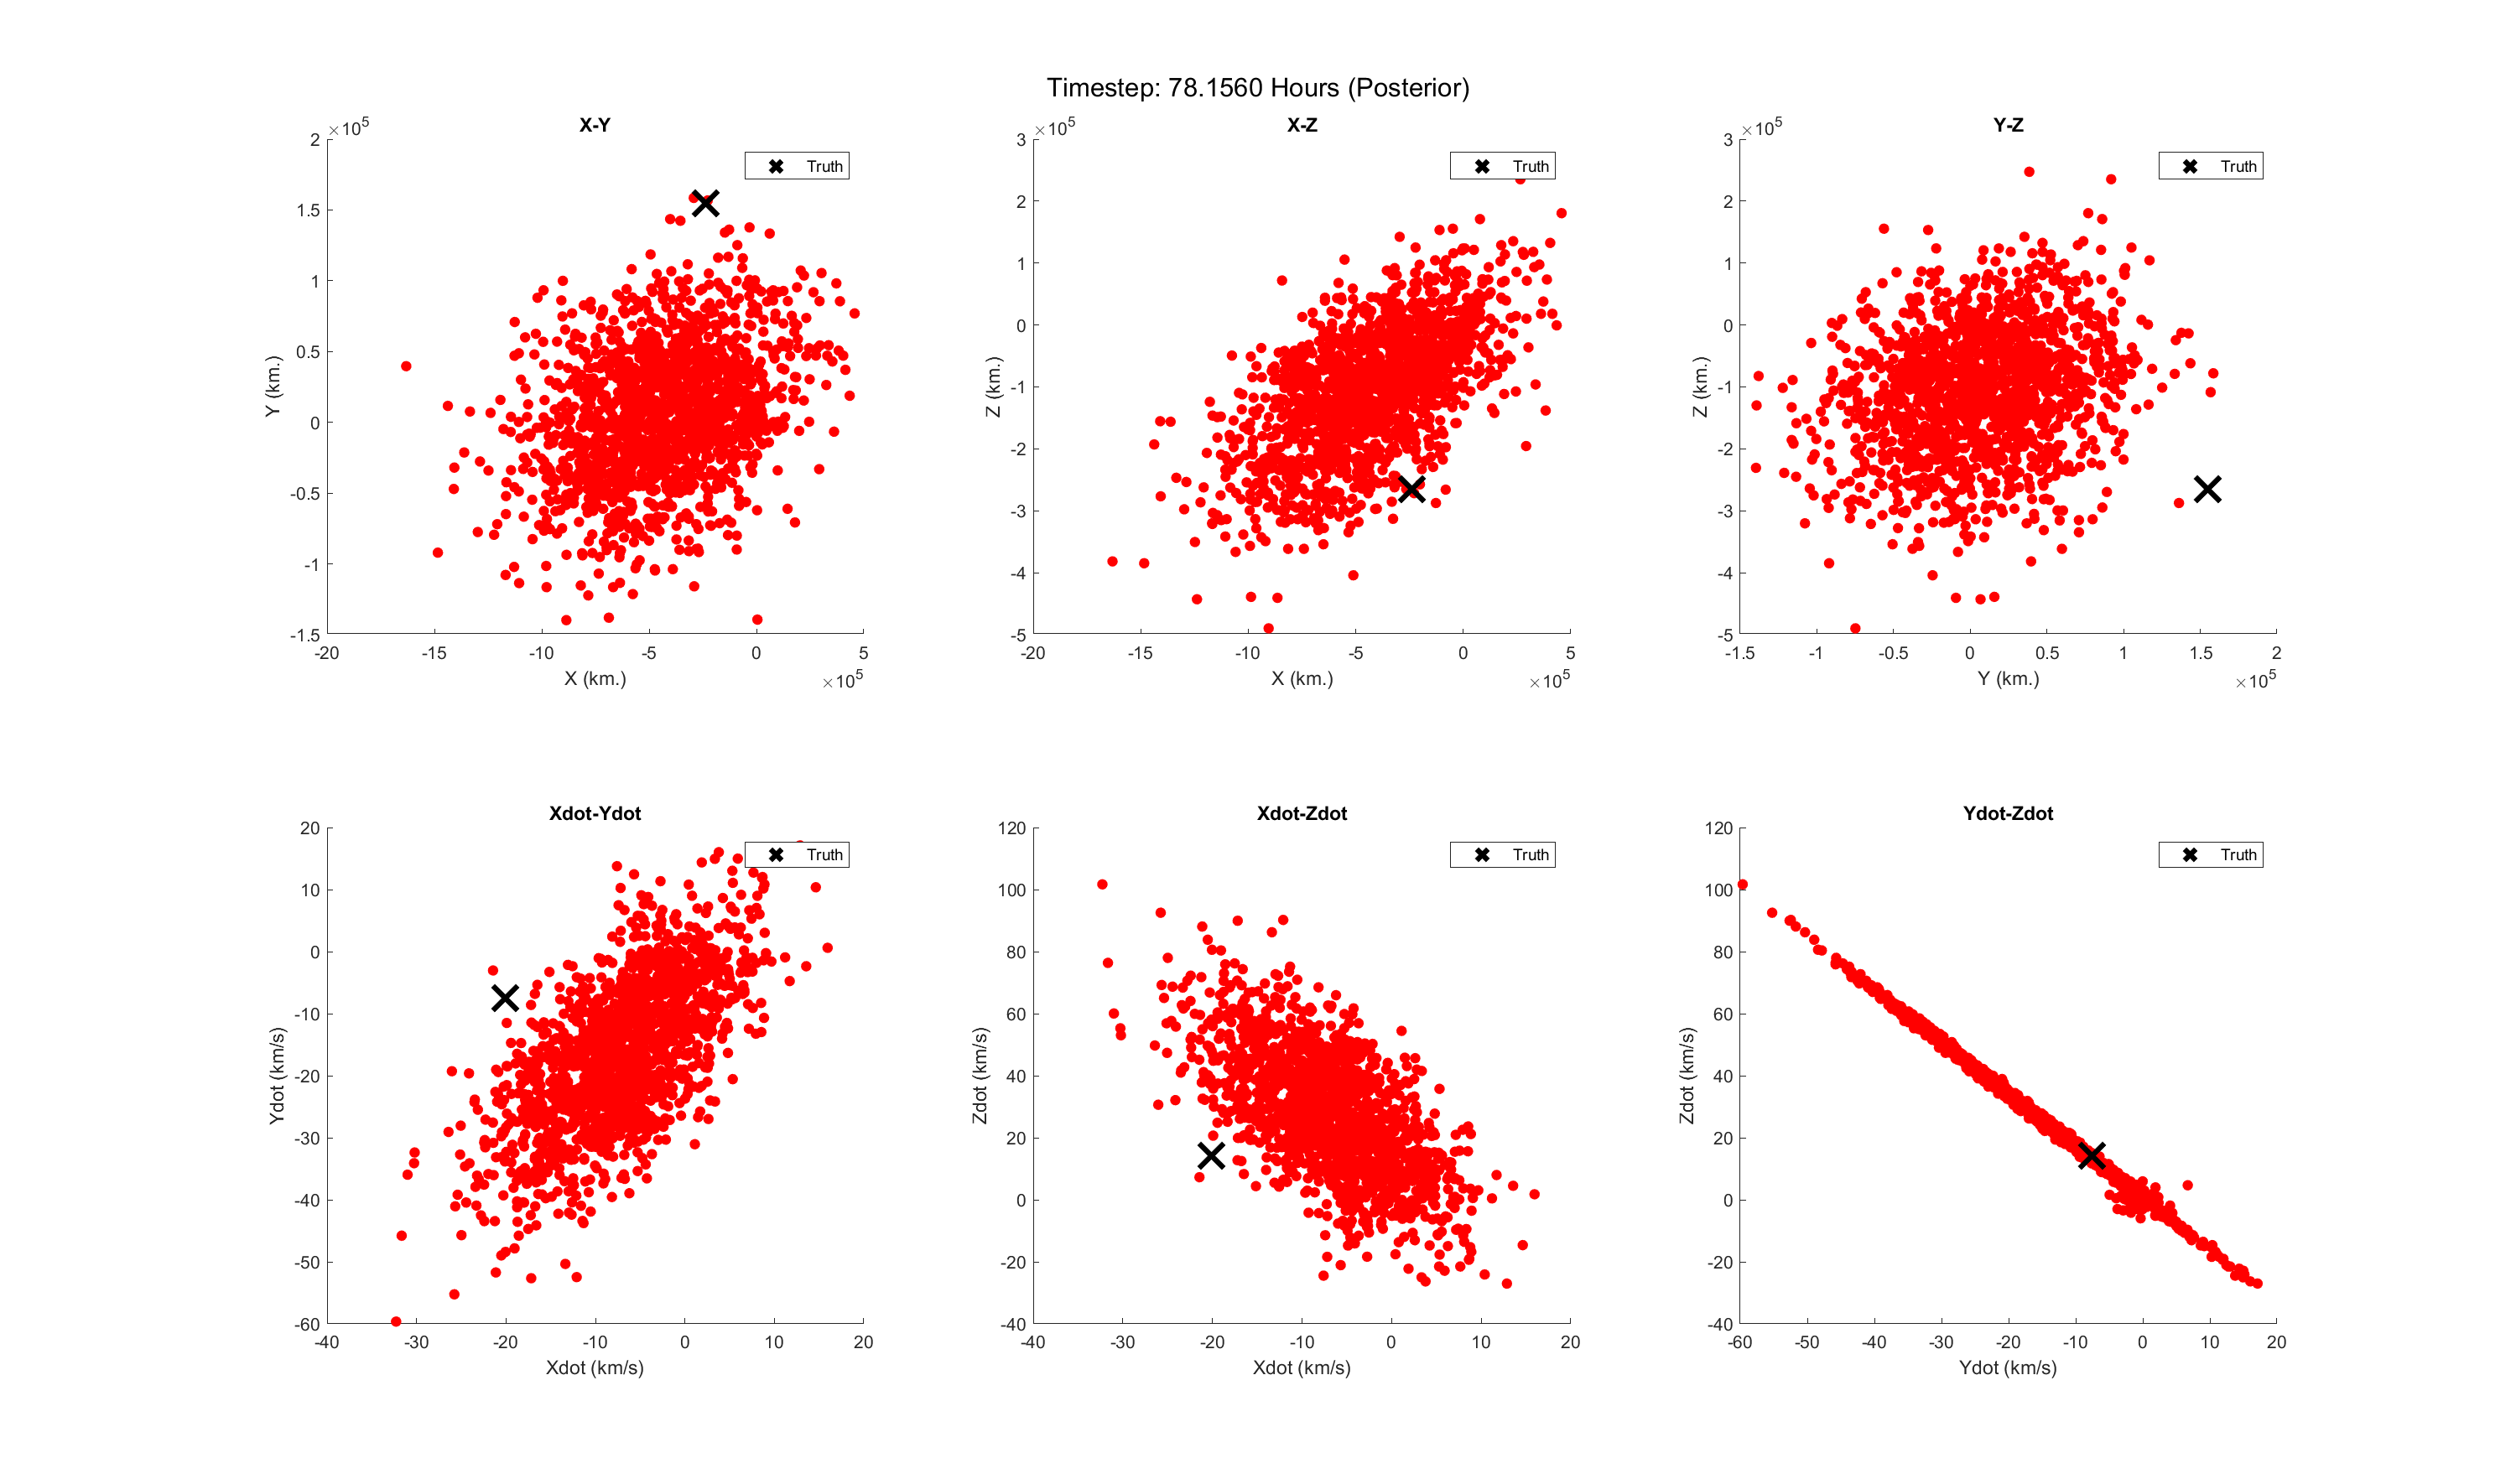 Timestep: 78.1560 Hours (Posterior)
X-Y
×10^5
2
1.5
1
0.5
0
-0.5
-1
-1.5
-20 -15 -10 -5 0 5
×10^5
X (km.)
Y (km.)
Truth
X-Z
×10^5
3
2
1
0
-1
-2
-3
-4
-5
-20 -15 -10 -5 0 5
×10^5
X (km.)
Z (km.)
Truth
Y-Z
×10^5
3
2
1
0
-1
-2
-3
-4
-5
-1.5 -1 -0.5 0 0.5 1 1.5 2
×10^5
Y (km.)
Z (km.)
Truth
Xdot-Ydot
20
10
0
-10
-20
-30
-40
-50
-60
-40 -30 -20 -10 0 10 20
Xdot (km/s)
Ydot (km/s)
Truth
Xdot-Zdot
120
100
80
60
40
20
0
-20
-40
-40 -30 -20 -10 0 10 20
Xdot (km/s)
Zdot (km/s)
Truth
Ydot-Zdot
120
100
80
60
40
20
0
-20
-40
-60 -50 -40 -30 -20 -10 0 10 20
Ydot (km/s)
Zdot (km/s)
Truth